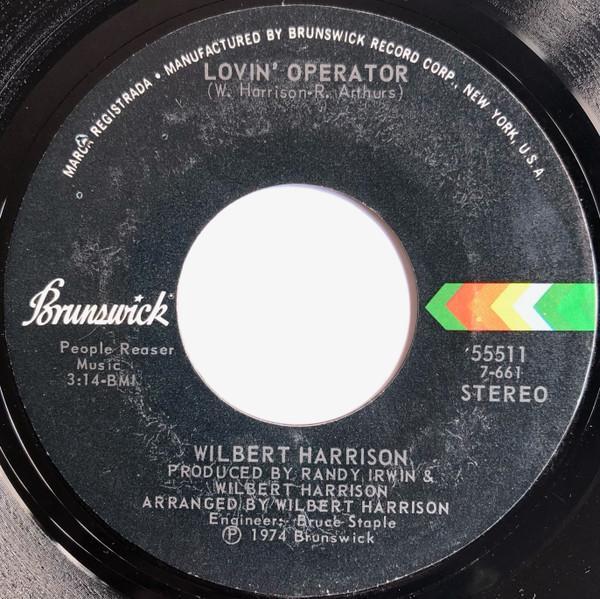 MARCA REGISTRADA • MANUFACTURED BY BRUNSWICK RECORD CORP., NEW YORK, U.S.A.
LOVIN' OPERATOR
(W. Harrison-R. Arthurs)
Brunswick®
People Reaser
Music
3:14-BMI
55511
7-661
STEREO
WILBERT HARRISON
PRODUCED BY RANDY IRWIN &
WILBERT HARRISON
ARRANGED BY WILBERT HARRISON
Engineer:- Bruce Staple
℗ 1974 Brunswick